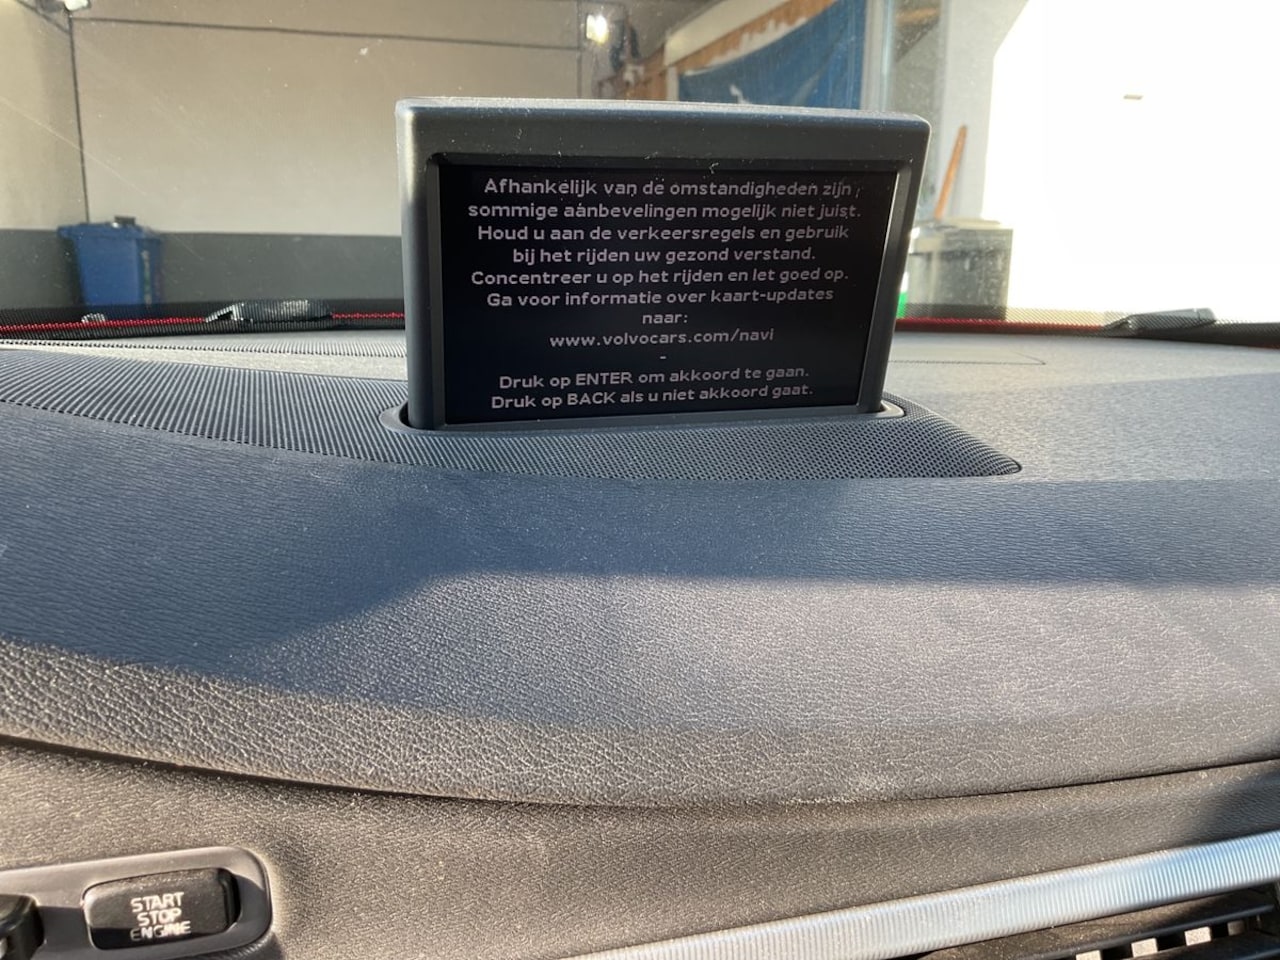 Afhankelijk van de omstandigheden zijn
sommige aanbevelingen mogelijk niet juist.
Houd u aan de verkeersregels en gebruik
bij het rijden uw gezond verstand.
Concentreer u op het rijden en let goed op.
Ga voor informatie over kaart-updates
naar:
www.volvocars.com/navi
-
Druk op ENTER om akkoord te gaan.
Druk op BACK als u niet akkoord gaat.
START
STOP
ENGINE